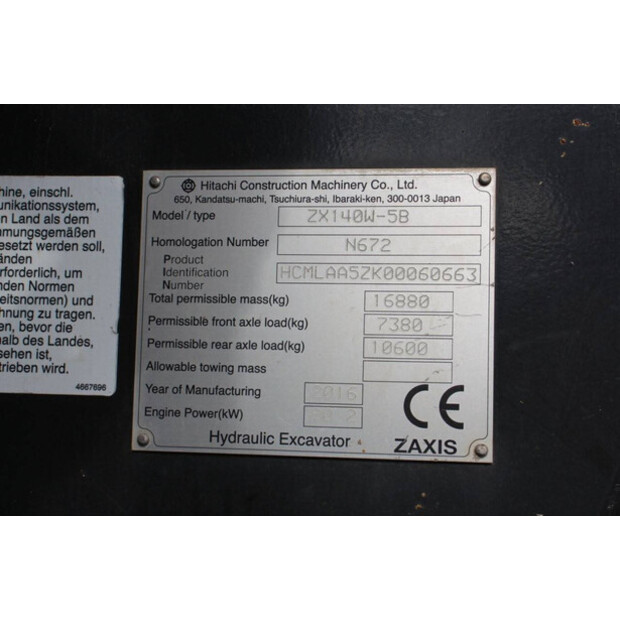 hine, einschl.
unikationssystem,
n Land als dem
mmungsgemäßen
esetzt werden soll,
änden
rforderlich, um
nden Normen
eitsnormen) und
hnung zu tragen.
en, bevor die
halb des Landes,
sehen ist,
trieben wird.
4667696
Hitachi Construction Machinery Co., Ltd.
650, Kandatsu-machi, Tsuchiura-shi, Ibaraki-ken, 300-0013 Japan
Model / type ZX140W-5B
Homologation Number N672
Product
Identification HCMLAA5ZK00060663
Number
Total permissible mass(kg) 16880
Permissible front axle load(kg) 7380
Permissible rear axle load(kg) 10600
Allowable towing mass
Year of Manufacturing 2016
Engine Power(kW)
CE
Hydraulic Excavator ZAXIS